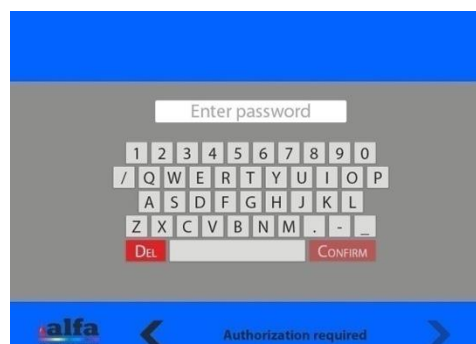 Enter password
1 2 3 4 5 6 7 8 9 0
/ Q W E R T Y U I O P
A S D F G H J K L
Z X C V B N M . - _
DEL CONFIRM
alfa Authorization required